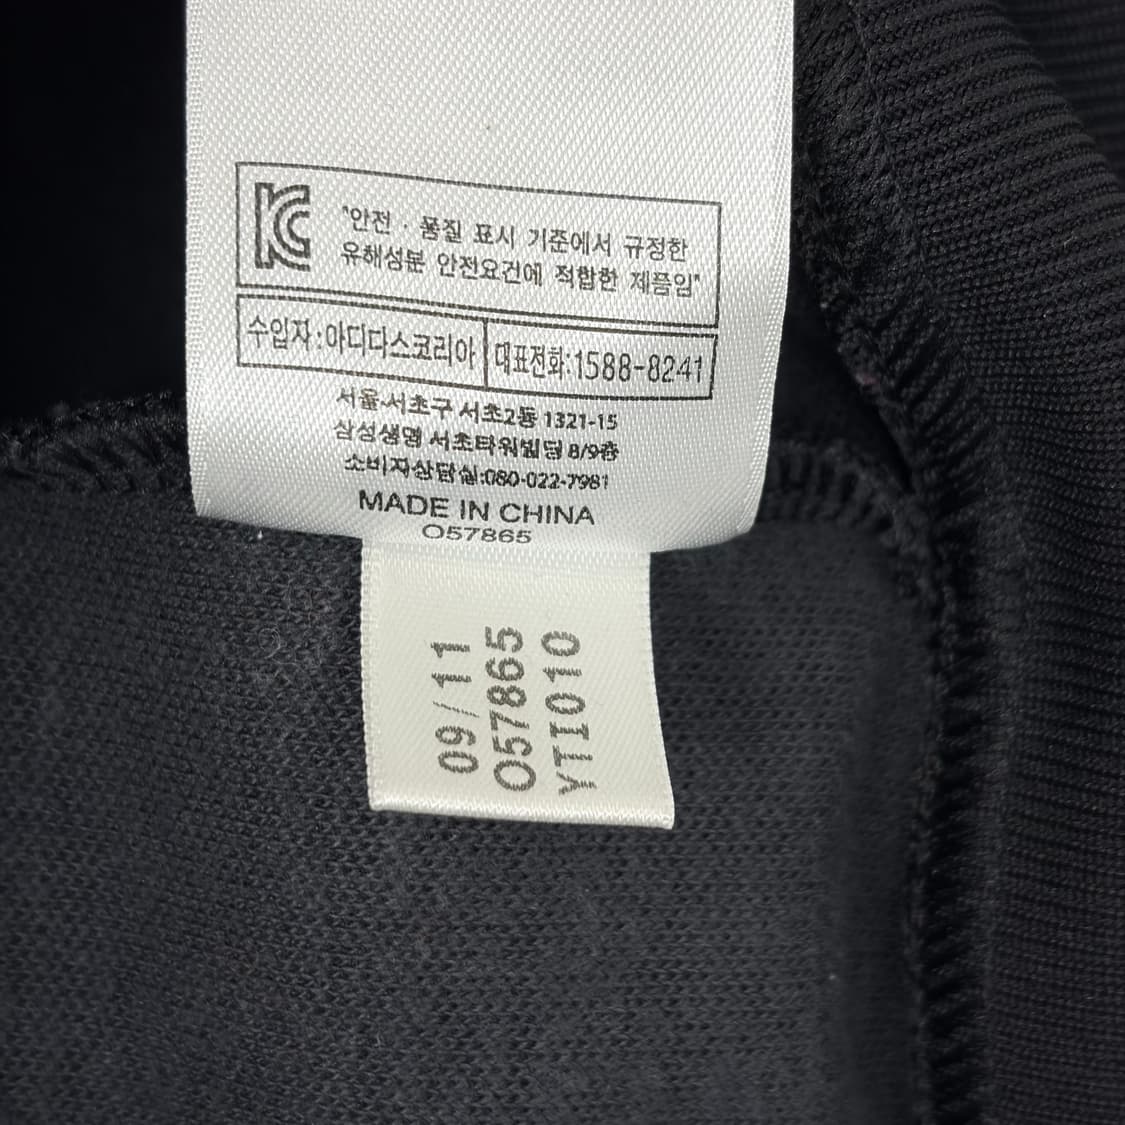 KC
"안전 · 품질 표시 기준에서 규정한
유해성분 안전요건에 적합한 제품임"
수입자:아디다스코리아
대표전화:1588-8241
서울 서초구 서초2동 1321-15
삼성생명 서초타워빌딩 8/9층
소비자상담실:080-022-7981
MADE IN CHINA
O57865
09/11
O57865
YTI010